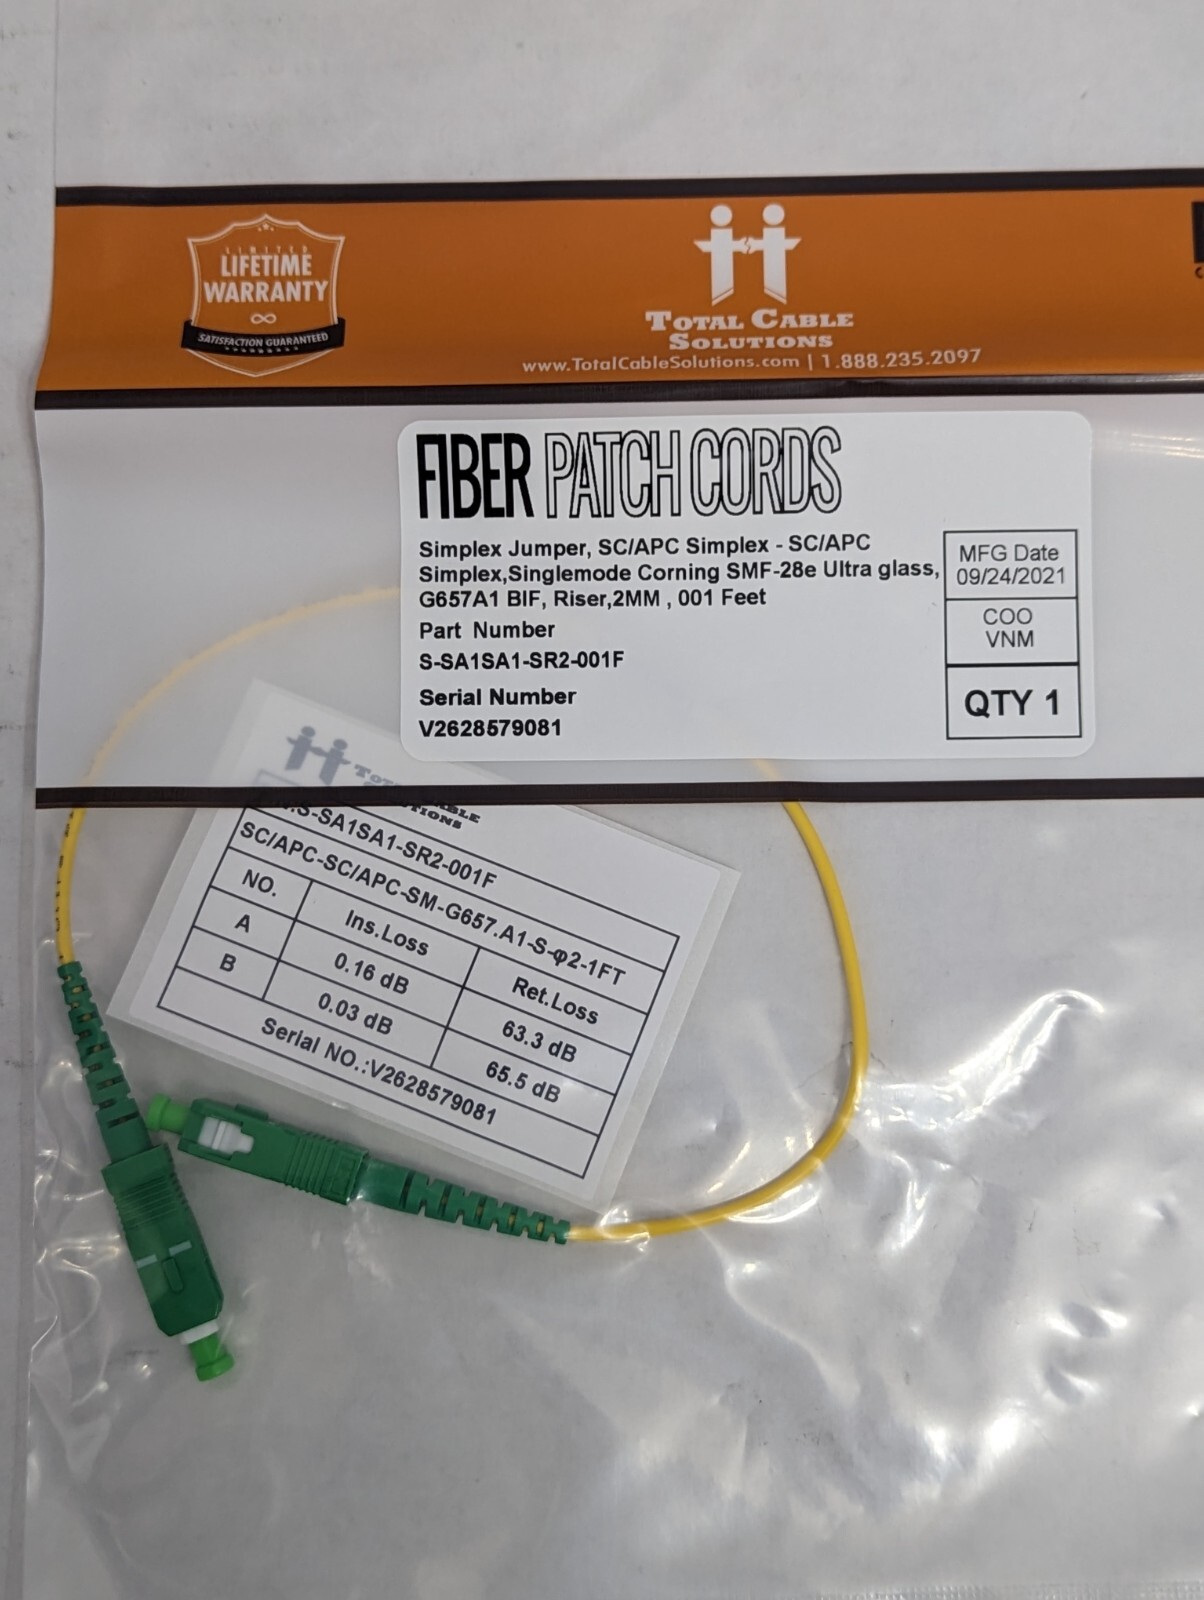 LIMITED
LIFETIME
WARRANTY
SATISFACTION GUARANTEED
TOTAL CABLE
SOLUTIONS
www.TotalCableSolutions.com | 1.888.235.2097
FIBER PATCH CORDS
Simplex Jumper, SC/APC Simplex - SC/APC
Simplex,Singlemode Corning SMF-28e Ultra glass,
G657A1 BIF, Riser,2MM , 001 Feet
Part Number
S-SA1SA1-SR2-001F
Serial Number
V2628579081
MFG Date
09/24/2021
COO
VNM
QTY 1
TOTAL CABLE
SOLUTIONS
S-SA1SA1-SR2-001F
SC/APC-SC/APC-SM-G657.A1-S-φ2-1FT
NO. Ins.Loss Ret.Loss
A 0.16 dB 63.3 dB
B 0.03 dB 65.5 dB
Serial NO.:V2628579081